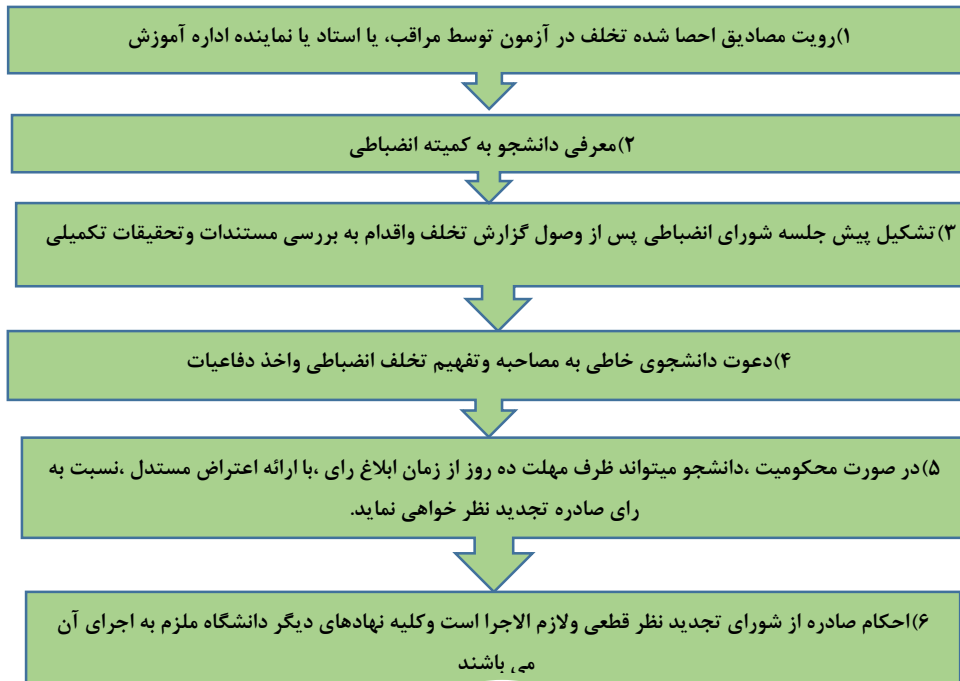 ۱)رویت مصادیق احصا شده تخلف در آزمون توسط مراقب، یا استاد یا نماینده اداره آموزش
۲)معرفی دانشجو به کمیته انضباطی
۳)تشکیل پیش جلسه شورای انضباطی پس از وصول گزارش تخلف واقدام به بررسی مستندات وتحقیقات تکمیلی
۴)دعوت دانشجوی خاطی به مصاحبه وتفهیم تخلف انضباطی واخذ دفاعیات
۵)در صورت محکومیت ،دانشجو میتواند ظرف مهلت ده روز از زمان ابلاغ رای ،با ارائه اعتراض مستدل ،نسبت به
رای صادره تجدید نظر خواهی نماید.
۶)احکام صادره از شورای تجدید نظر قطعی ولازم الاجرا است وکلیه نهادهای دیگر دانشگاه ملزم به اجرای آن
می باشند